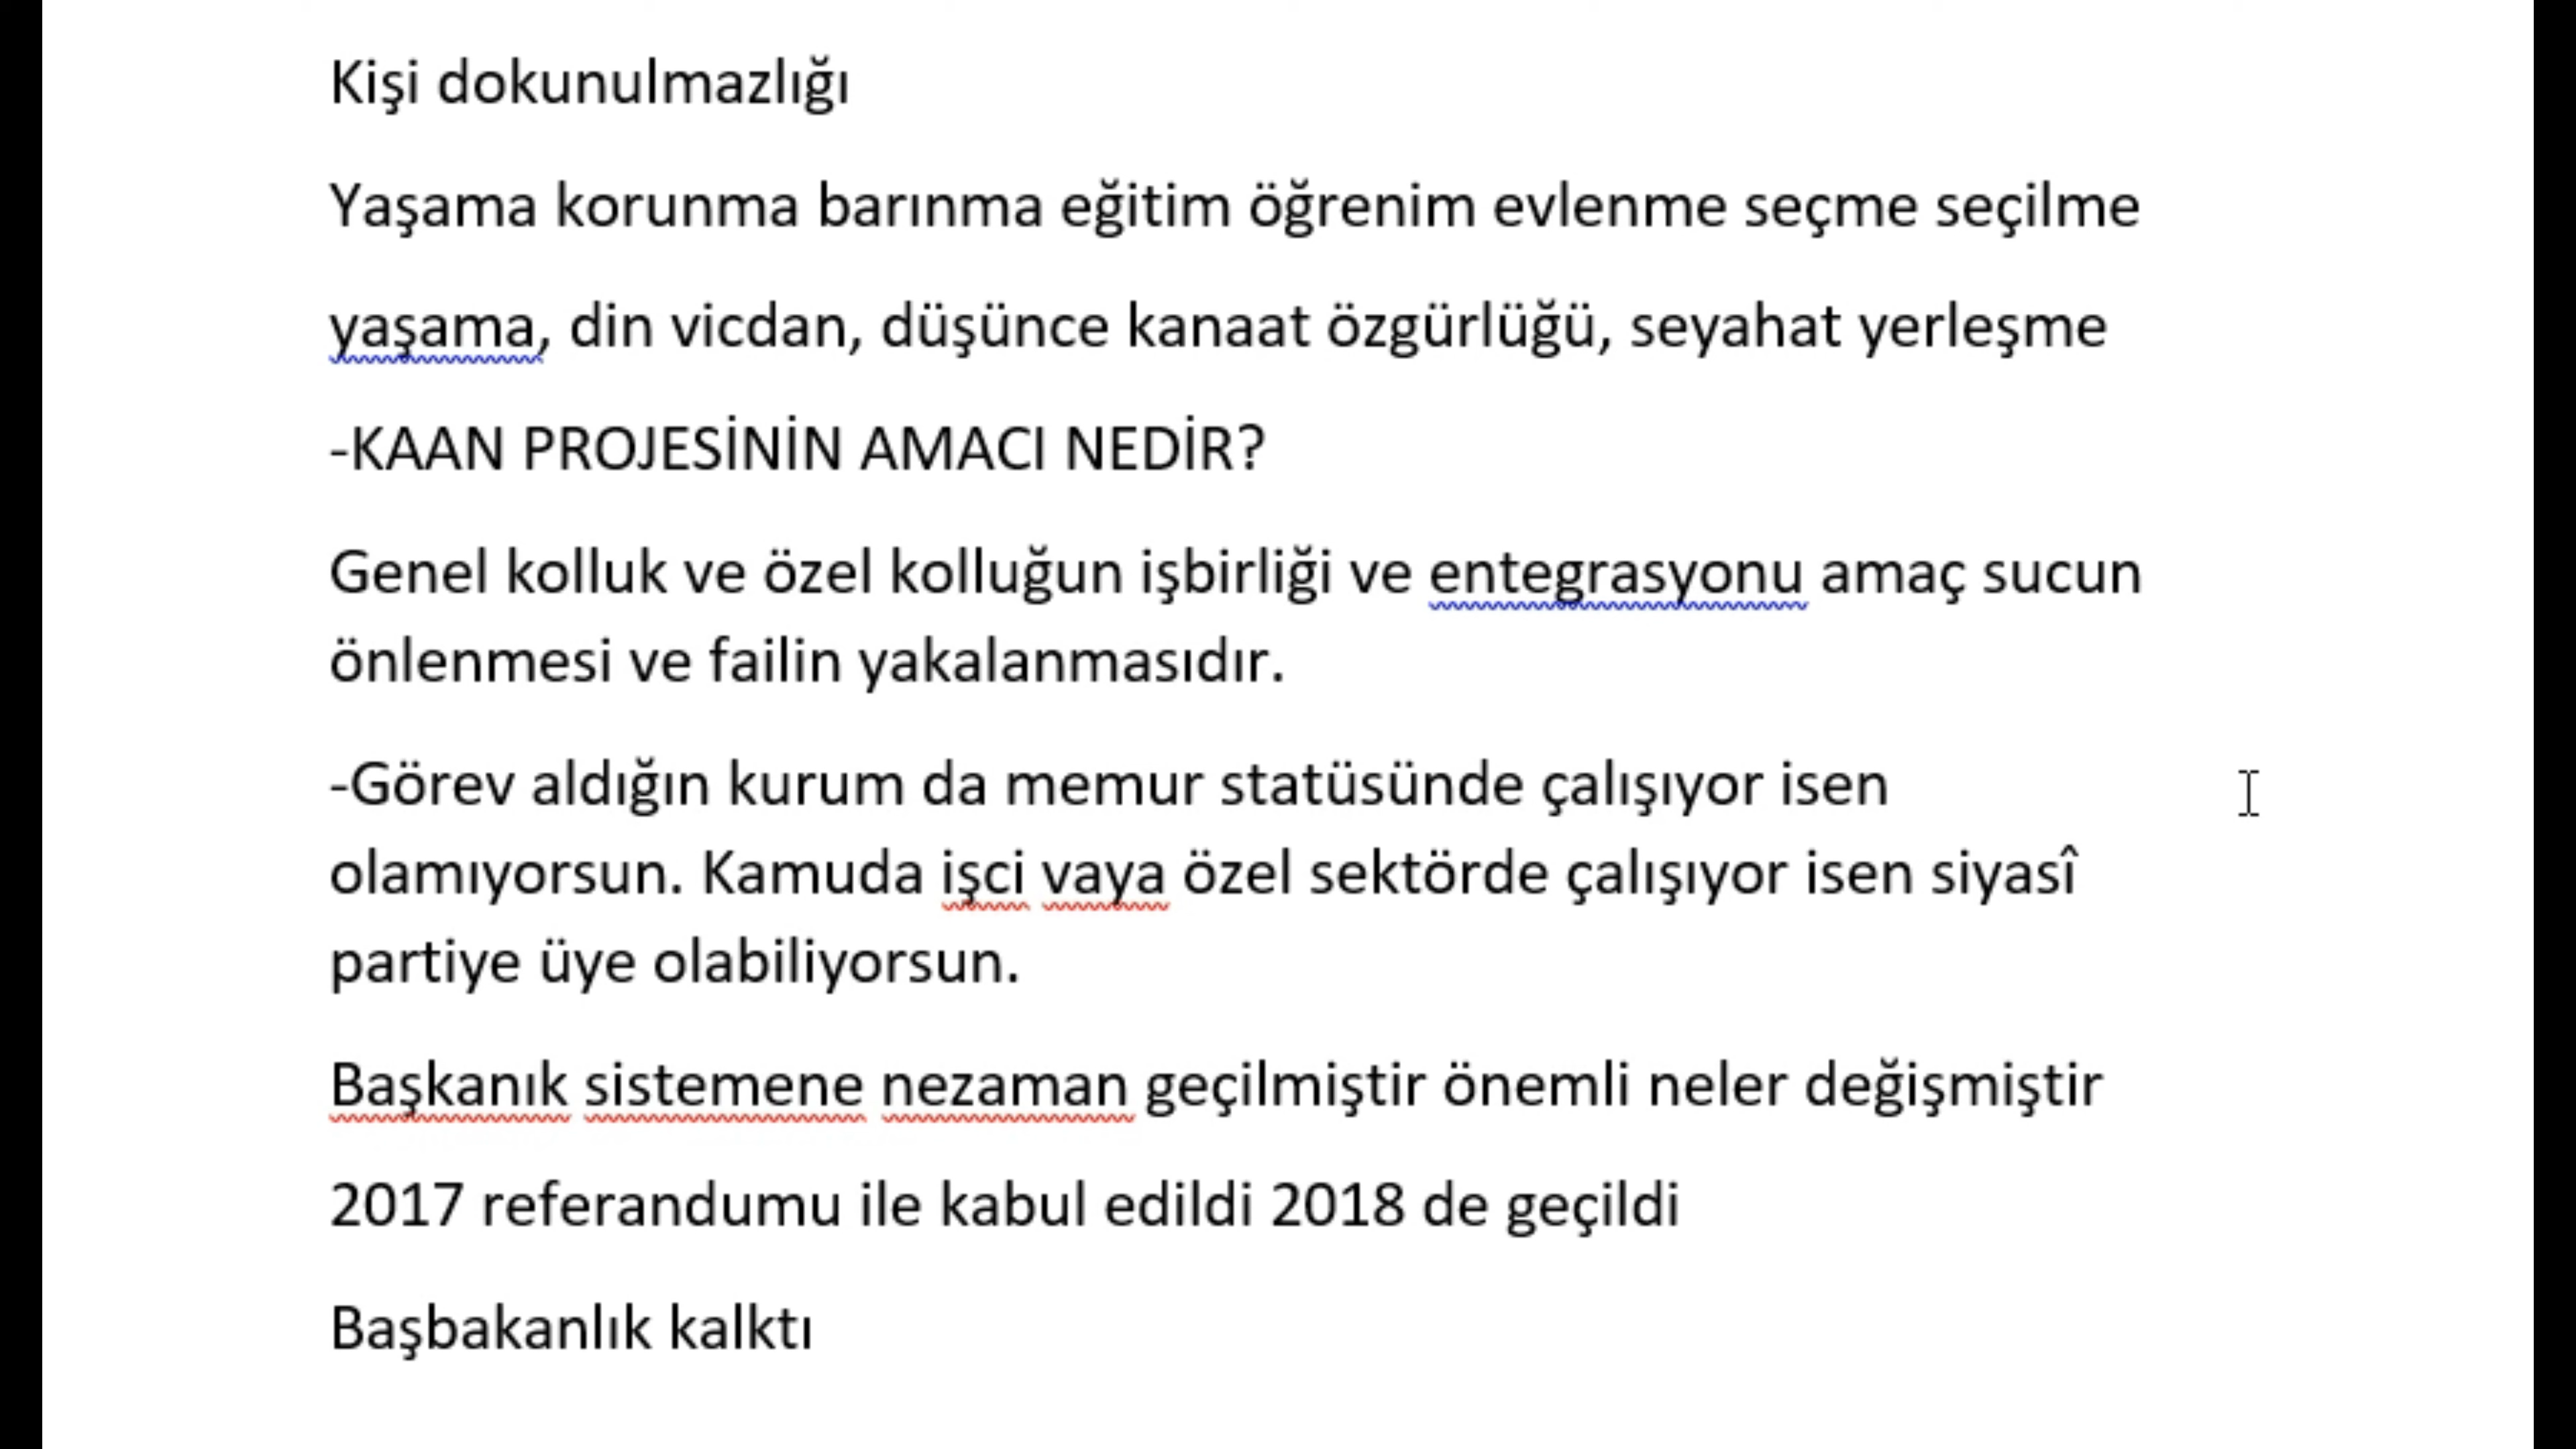 Kişi dokunulmazlığı
Yaşama korunma barınma eğitim öğrenim evlenme seçme seçilme
yaşama, din vicdan, düşünce kanaat özgürlüğü, seyahat yerleşme
-KAAN PROJESİNİN AMACI NEDİR?
Genel kolluk ve özel kolluğun işbirliği ve entegrasyonu amaç sucun
önlenmesi ve failin yakalanmasıdır.
-Görev aldığın kurum da memur statüsünde çalışıyor isen
olamıyorsun. Kamuda işci vaya özel sektörde çalışıyor isen siyasî
partiye üye olabiliyorsun.
Başkanık sistemene nezaman geçilmiştir önemli neler değişmiştir
2017 referandumu ile kabul edildi 2018 de geçildi
Başbakanlık kalktı